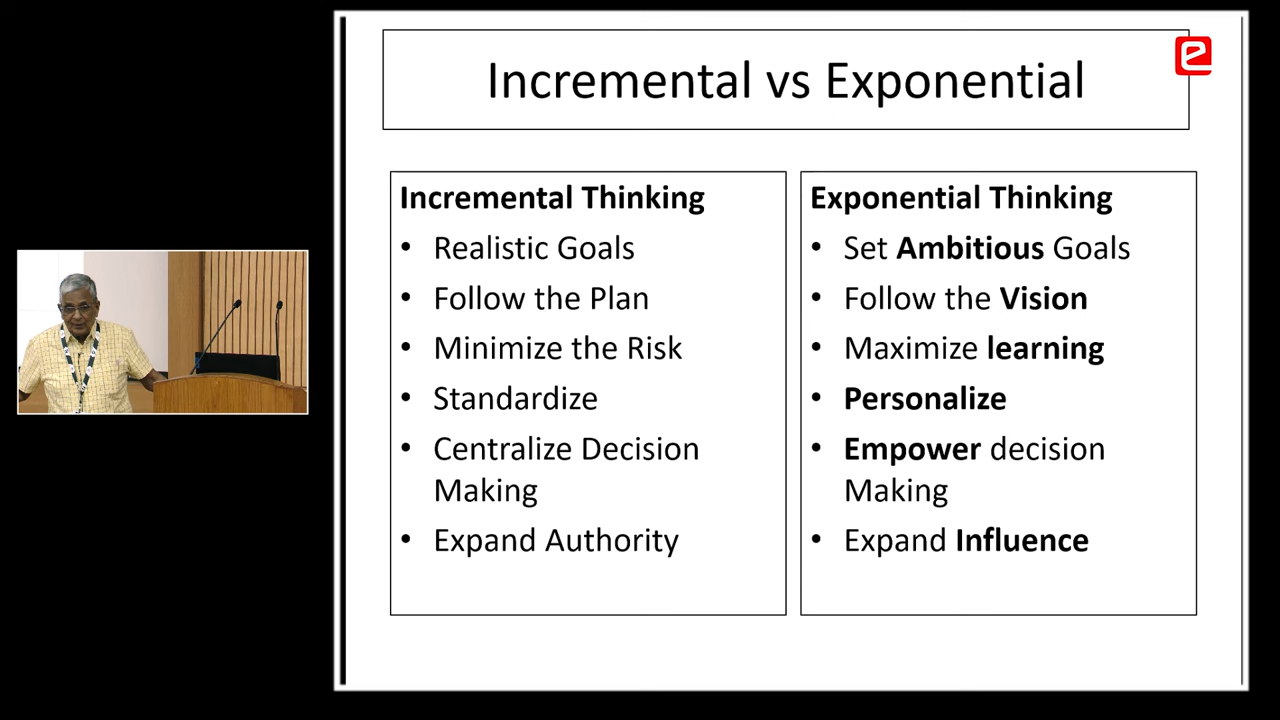 Incremental vs Exponential
Incremental Thinking
• Realistic Goals
• Follow the Plan
• Minimize the Risk
• Standardize
• Centralize Decision
Making
• Expand Authority
Exponential Thinking
• Set Ambitious Goals
• Follow the Vision
• Maximize learning
• Personalize
• Empower decision
Making
• Expand Influence